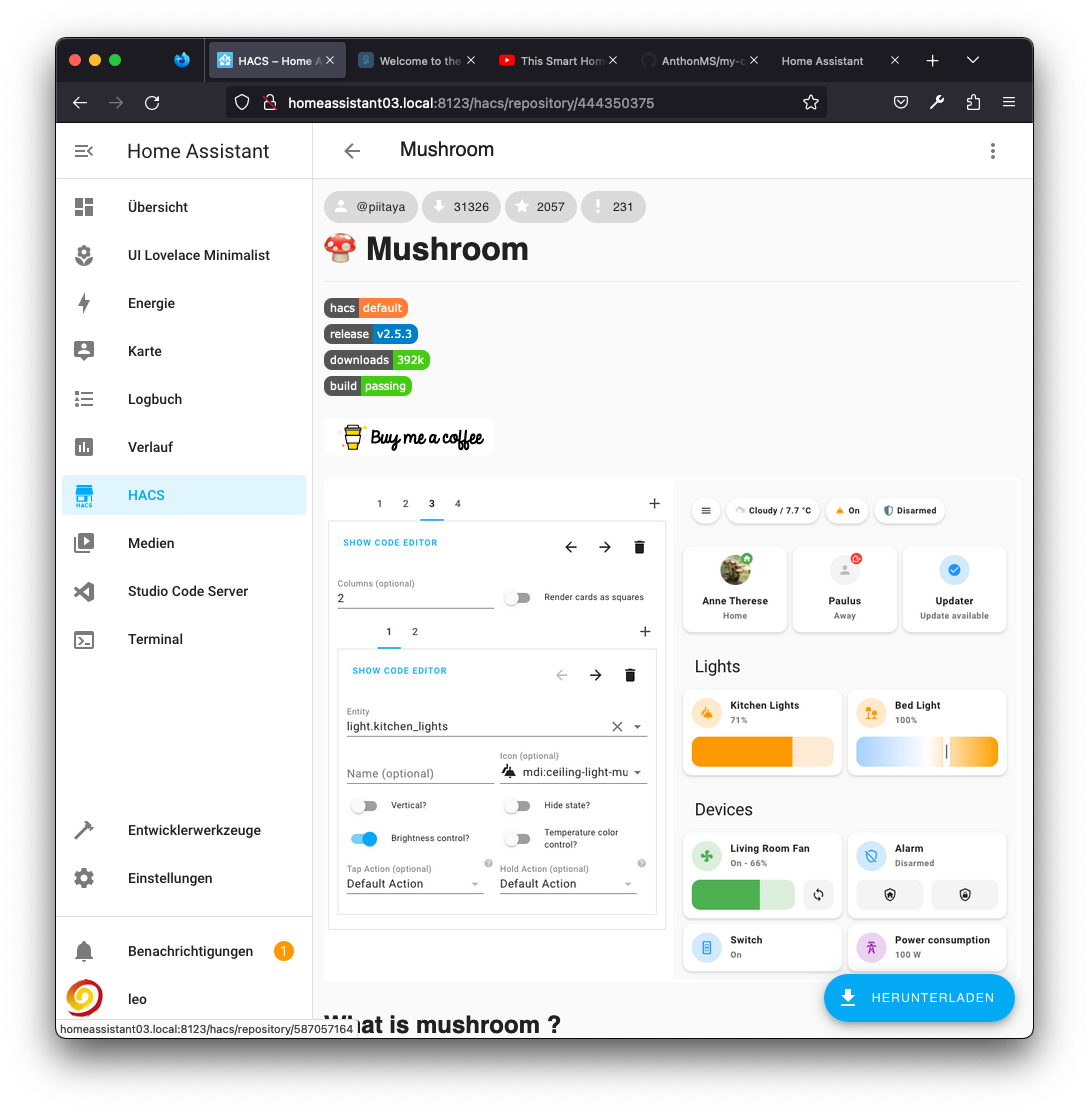 HACS – Home A
Welcome to the
This Smart Hom
AnthonMS/my-c
Home Assistant
homeassistant03.local:8123/hacs/repository/444350375
Home Assistant
Mushroom
Übersicht
UI Lovelace Minimalist
Energie
Karte
Logbuch
Verlauf
HACS
HACS
Medien
Studio Code Server
Terminal
Entwicklerwerkzeuge
Einstellungen
Benachrichtigungen 1
leo
homeassistant03.local:8123/hacs/repository/587057164
@piitaya 31326 2057 231
Mushroom
hacs default
release v2.5.3
downloads 392k
build passing
Buy me a coffee
1 2 3 4
SHOW CODE EDITOR
Columns (optional)
2
Render cards as squares
1 2
SHOW CODE EDITOR
Entity
light.kitchen_lights
Name (optional)
Icon (optional)
mdi:ceiling-light-mu
Vertical?
Hide state?
Brightness control?
Temperature color
control?
Tap Action (optional)
Default Action
Hold Action (optional)
Default Action
Cloudy / 7.7 °C On Disarmed
Anne Therese
Home
Paulus
Away
Updater
Update available
Lights
Kitchen Lights
71%
Bed Light
100%
Devices
Living Room Fan
On - 66%
Alarm
Disarmed
Switch
On
Power consumption
100 W
HERUNTERLADEN
What is mushroom ?